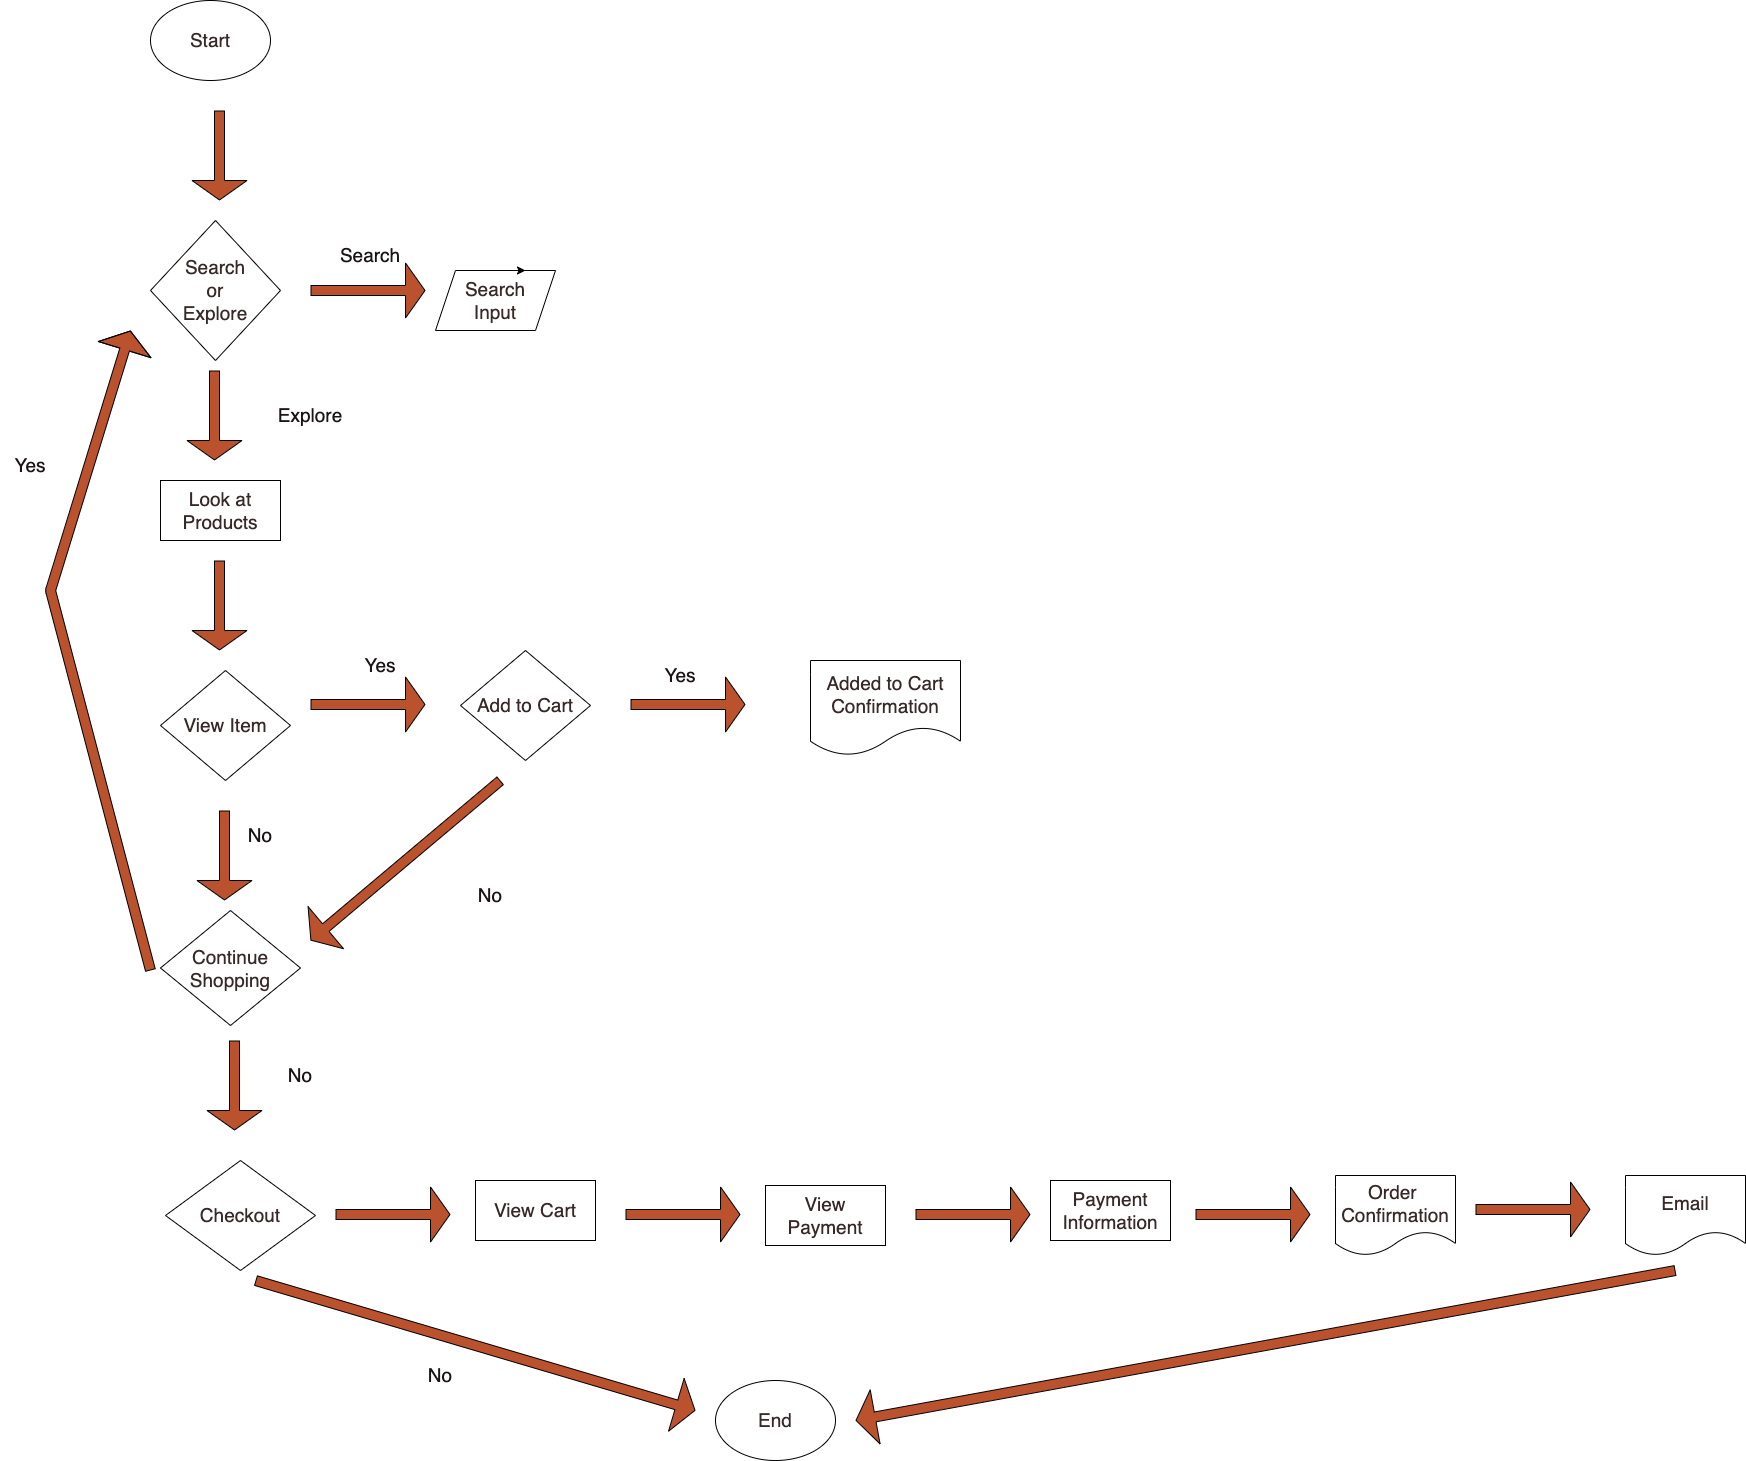 Start
Search
or
Explore
Search
Search
Input
Explore
Yes
Look at
Products
View Item
Yes
Add to Cart
Yes
Added to Cart
Confirmation
No
No
Continue
Shopping
No
Checkout
View Cart
View
Payment
Payment
Information
Order
Confirmation
Email
No
End